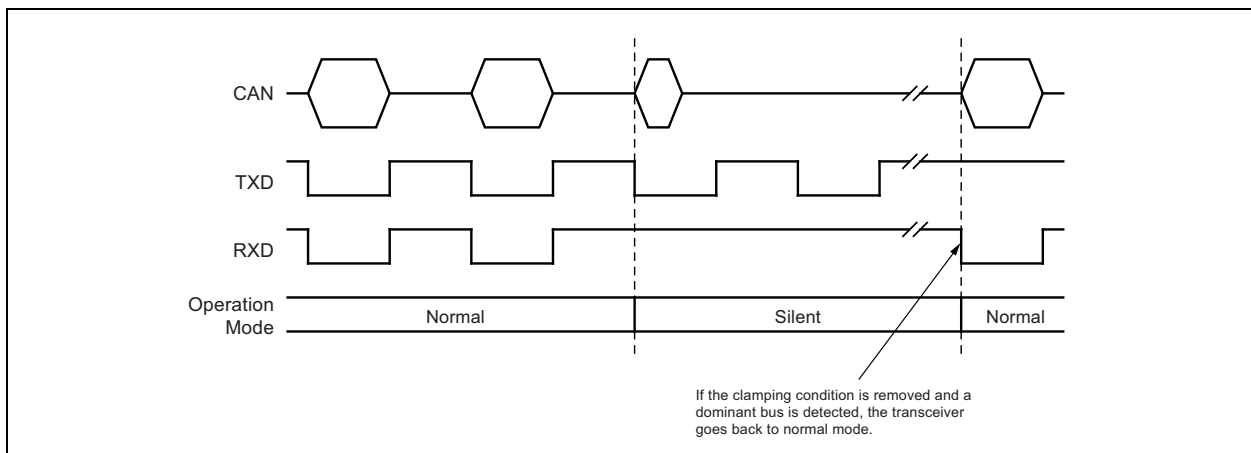 CAN
TXD
RXD
Operation
Mode
Normal
Silent
Normal
If the clamping condition is removed and a
dominant bus is detected, the transceiver
goes back to normal mode.